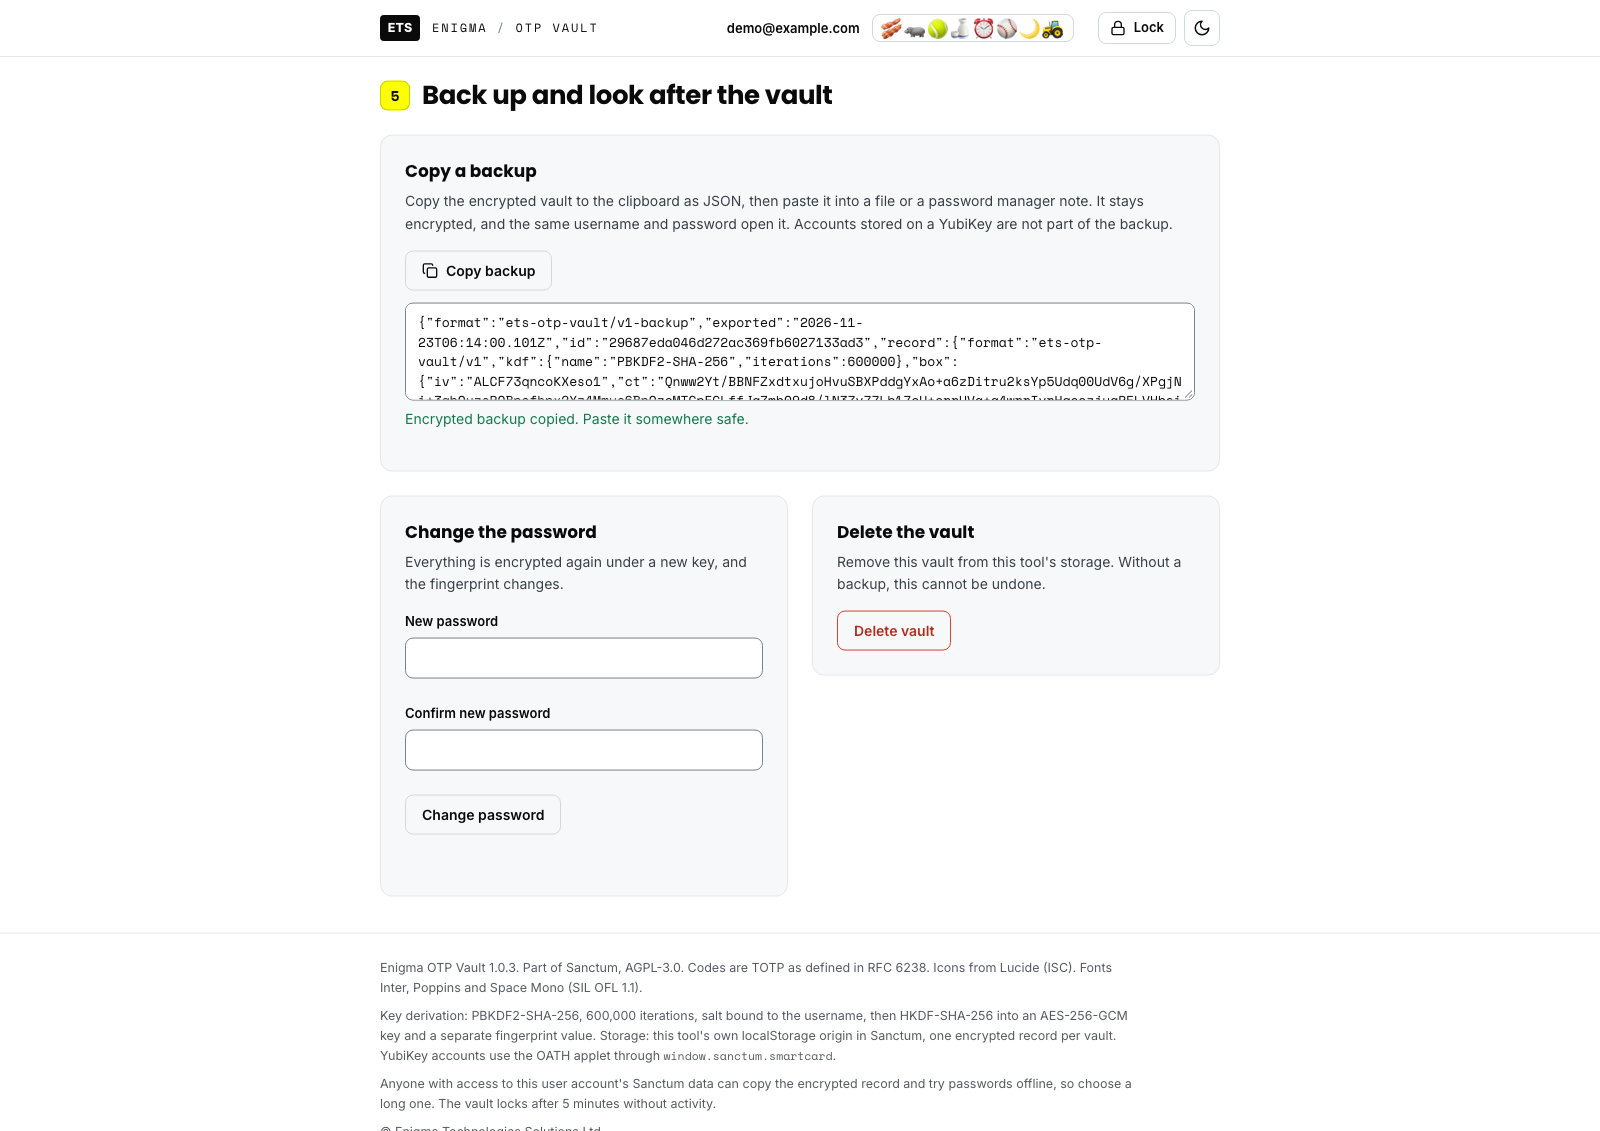 ETS ENIGMA / OTP VAULT
demo@example.com
Lock
5 Back up and look after the vault
Copy a backup
Copy the encrypted vault to the clipboard as JSON, then paste it into a file or a password manager note. It stays
encrypted, and the same username and password open it. Accounts stored on a YubiKey are not part of the backup.
Copy backup
{"format":"ets-otp-vault/v1-backup","exported":"2026-11-
23T06:14:00.101Z","id":"29687eda046d272ac369fb6027133ad3","record":{"format":"ets-otp-
vault/v1","kdf":{"name":"PBKDF2-SHA-256","iterations":600000},"box":
{"iv":"ALCF73qncoKXeso1","ct":"Qnww2Yt/BBNFZxdtxujoHvuSBXPddgYxAo+a6zDitru2ksYp5Udq00UdV6g/XPgjN
Encrypted backup copied. Paste it somewhere safe.
Change the password
Everything is encrypted again under a new key, and
the fingerprint changes.
New password
Confirm new password
Change password
Delete the vault
Remove this vault from this tool's storage. Without a
backup, this cannot be undone.
Delete vault
Enigma OTP Vault 1.0.3. Part of Sanctum, AGPL-3.0. Codes are TOTP as defined in RFC 6238. Icons from Lucide (ISC). Fonts
Inter, Poppins and Space Mono (SIL OFL 1.1).
Key derivation: PBKDF2-SHA-256, 600,000 iterations, salt bound to the username, then HKDF-SHA-256 into an AES-256-GCM
key and a separate fingerprint value. Storage: this tool's own localStorage origin in Sanctum, one encrypted record per vault.
YubiKey accounts use the OATH applet through window.sanctum.smartcard.
Anyone with access to this user account's Sanctum data can copy the encrypted record and try passwords offline, so choose a
long one. The vault locks after 5 minutes without activity.
© Enigma Technologies Solutions Ltd